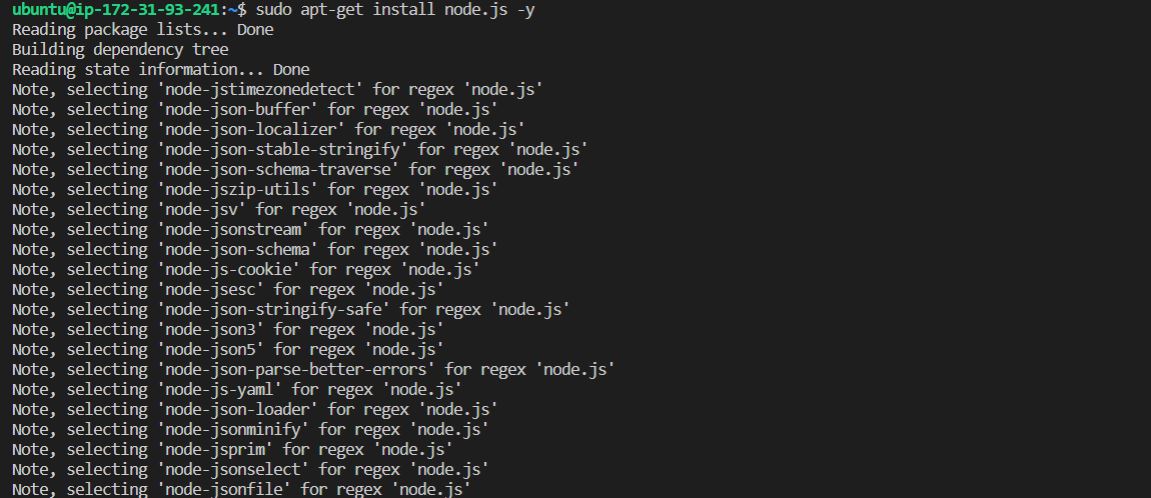 ubuntu@ip-172-31-93-241:~$ sudo apt-get install node.js -y
Reading package lists... Done
Building dependency tree
Reading state information... Done
Note, selecting 'node-jstimezonedetect' for regex 'node.js'
Note, selecting 'node-json-buffer' for regex 'node.js'
Note, selecting 'node-json-localizer' for regex 'node.js'
Note, selecting 'node-json-stable-stringify' for regex 'node.js'
Note, selecting 'node-json-schema-traverse' for regex 'node.js'
Note, selecting 'node-jszip-utils' for regex 'node.js'
Note, selecting 'node-jsv' for regex 'node.js'
Note, selecting 'node-jsonstream' for regex 'node.js'
Note, selecting 'node-json-schema' for regex 'node.js'
Note, selecting 'node-js-cookie' for regex 'node.js'
Note, selecting 'node-jsesc' for regex 'node.js'
Note, selecting 'node-json-stringify-safe' for regex 'node.js'
Note, selecting 'node-json3' for regex 'node.js'
Note, selecting 'node-json5' for regex 'node.js'
Note, selecting 'node-json-parse-better-errors' for regex 'node.js'
Note, selecting 'node-js-yaml' for regex 'node.js'
Note, selecting 'node-json-loader' for regex 'node.js'
Note, selecting 'node-jsonminify' for regex 'node.js'
Note, selecting 'node-jsprim' for regex 'node.js'
Note, selecting 'node-jsonselect' for regex 'node.js'
Note, selecting 'node-jsonfile' for regex 'node.js'